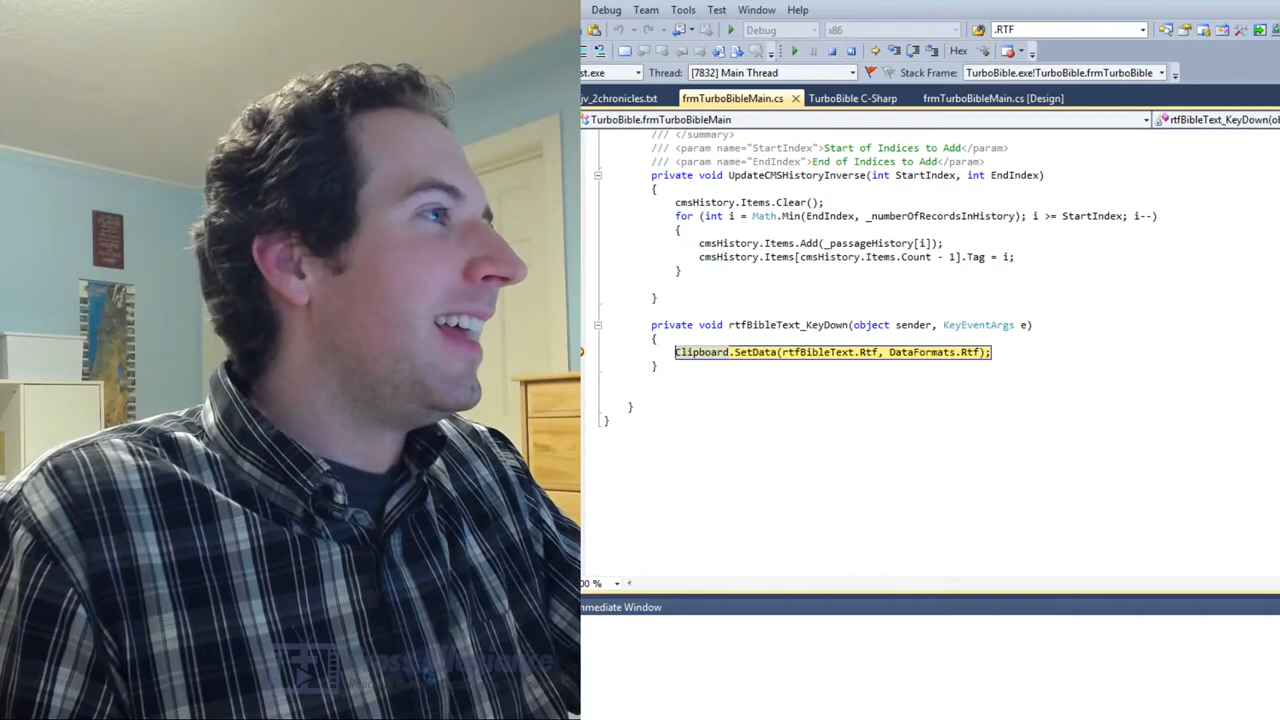 Debug Team Tools Test Window Help
Debug x86 .RTF
Hex
st.exe Thread: [7832] Main Thread Stack Frame: TurboBible.exe!TurboBible.frmTurboBible
jv_2chronicles.txt frmTurboBibleMain.cs TurboBible C-Sharp frmTurboBibleMain.cs [Design]
TurboBible.frmTurboBibleMain rtfBibleText_KeyDown(ob
/// </summary>
/// <param name="StartIndex">Start of Indices to Add</param>
/// <param name="EndIndex">End of Indices to Add</param>
private void UpdateCMSHistoryInverse(int StartIndex, int EndIndex)
{
cmsHistory.Items.Clear();
for (int i = Math.Min(EndIndex, _numberOfRecordsInHistory); i >= StartIndex; i--)
{
cmsHistory.Items.Add(_passageHistory[i]);
cmsHistory.Items[cmsHistory.Items.Count - 1].Tag = i;
}
}
private void rtfBibleText_KeyDown(object sender, KeyEventArgs e)
{
Clipboard.SetData(rtfBibleText.Rtf, DataFormats.Rtf);
}
}
}
00 %
mmediate Window